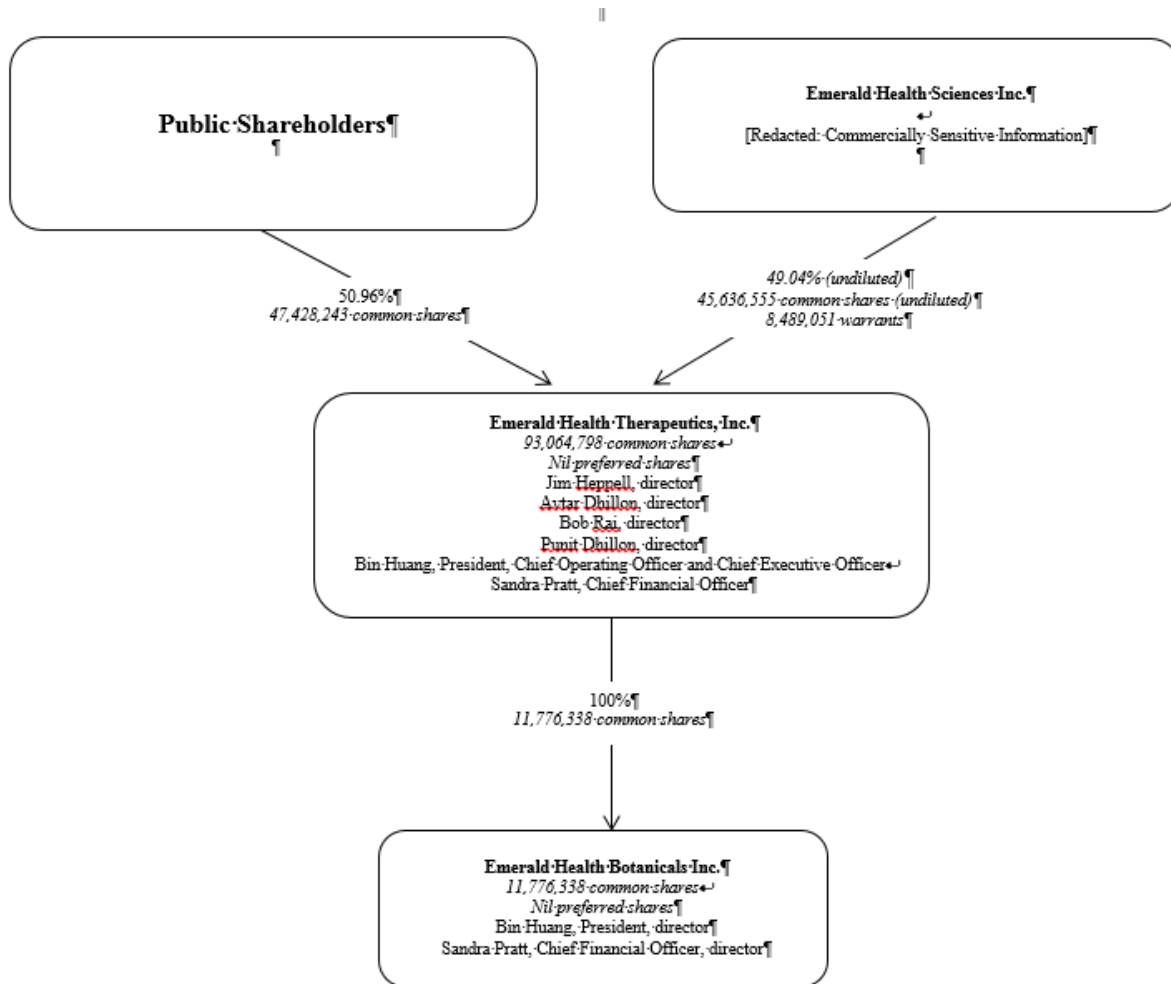 Public·Shareholders¶
¶
Emerald·Health·Sciences·Inc.¶
↵
[Redacted:·Commercially·Sensitive·Information]¶
¶
50.96%¶
47,428,243·common·shares¶
49.04%·(undiluted)¶
45,636,555·common·shares·(undiluted)¶
8,489,051·warrants¶
Emerald·Health·Therapeutics,·Inc.¶
93,064,798·common·shares↵
Nil·preferred·shares¶
Jim·Heppell,·director¶
Avtar·Dhillon,·director¶
Bob·Rai,·director¶
Punit·Dhillon,·director¶
Bin·Huang,·President,·Chief·Operating·Officer·and·Chief·Executive·Officer↵
Sandra·Pratt,·Chief·Financial·Officer¶
100%¶
11,776,338·common·shares¶
Emerald·Health·Botanicals·Inc.¶
11,776,338·common·shares↵
Nil·preferred·shares¶
Bin·Huang,·President,·director¶
Sandra·Pratt,·Chief·Financial·Officer,·director¶